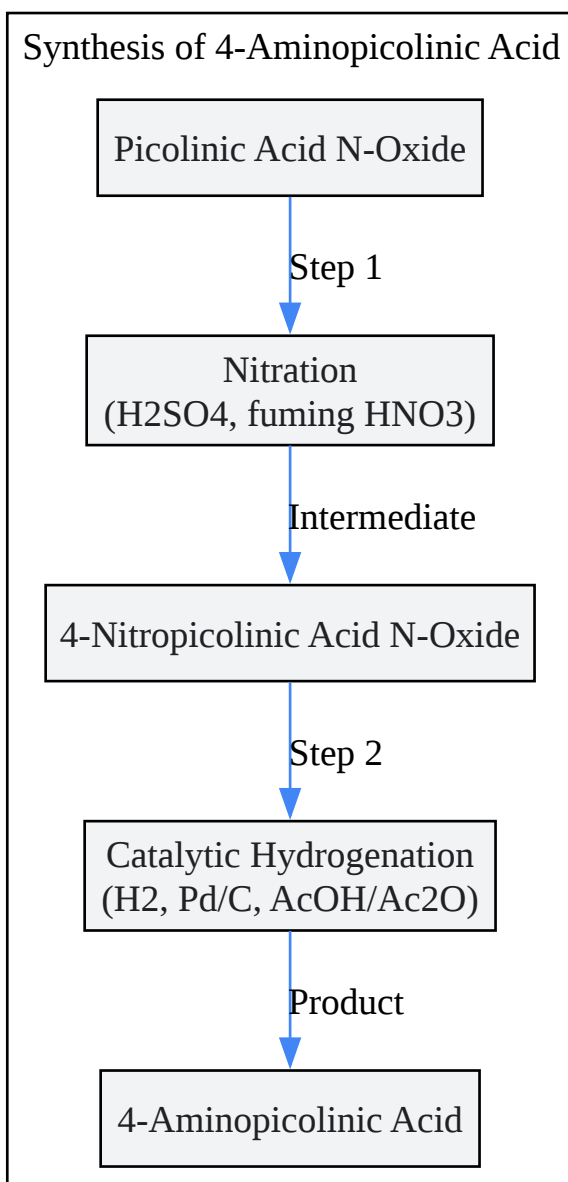 Synthesis of 4-Aminopicolinic Acid
Picolinic Acid N-Oxide
Step 1
Nitration
(H2SO4, fuming HNO3)
Intermediate
4-Nitropicolinic Acid N-Oxide
Step 2
Catalytic Hydrogenation
(H2, Pd/C, AcOH/Ac2O)
Product
4-Aminopicolinic Acid